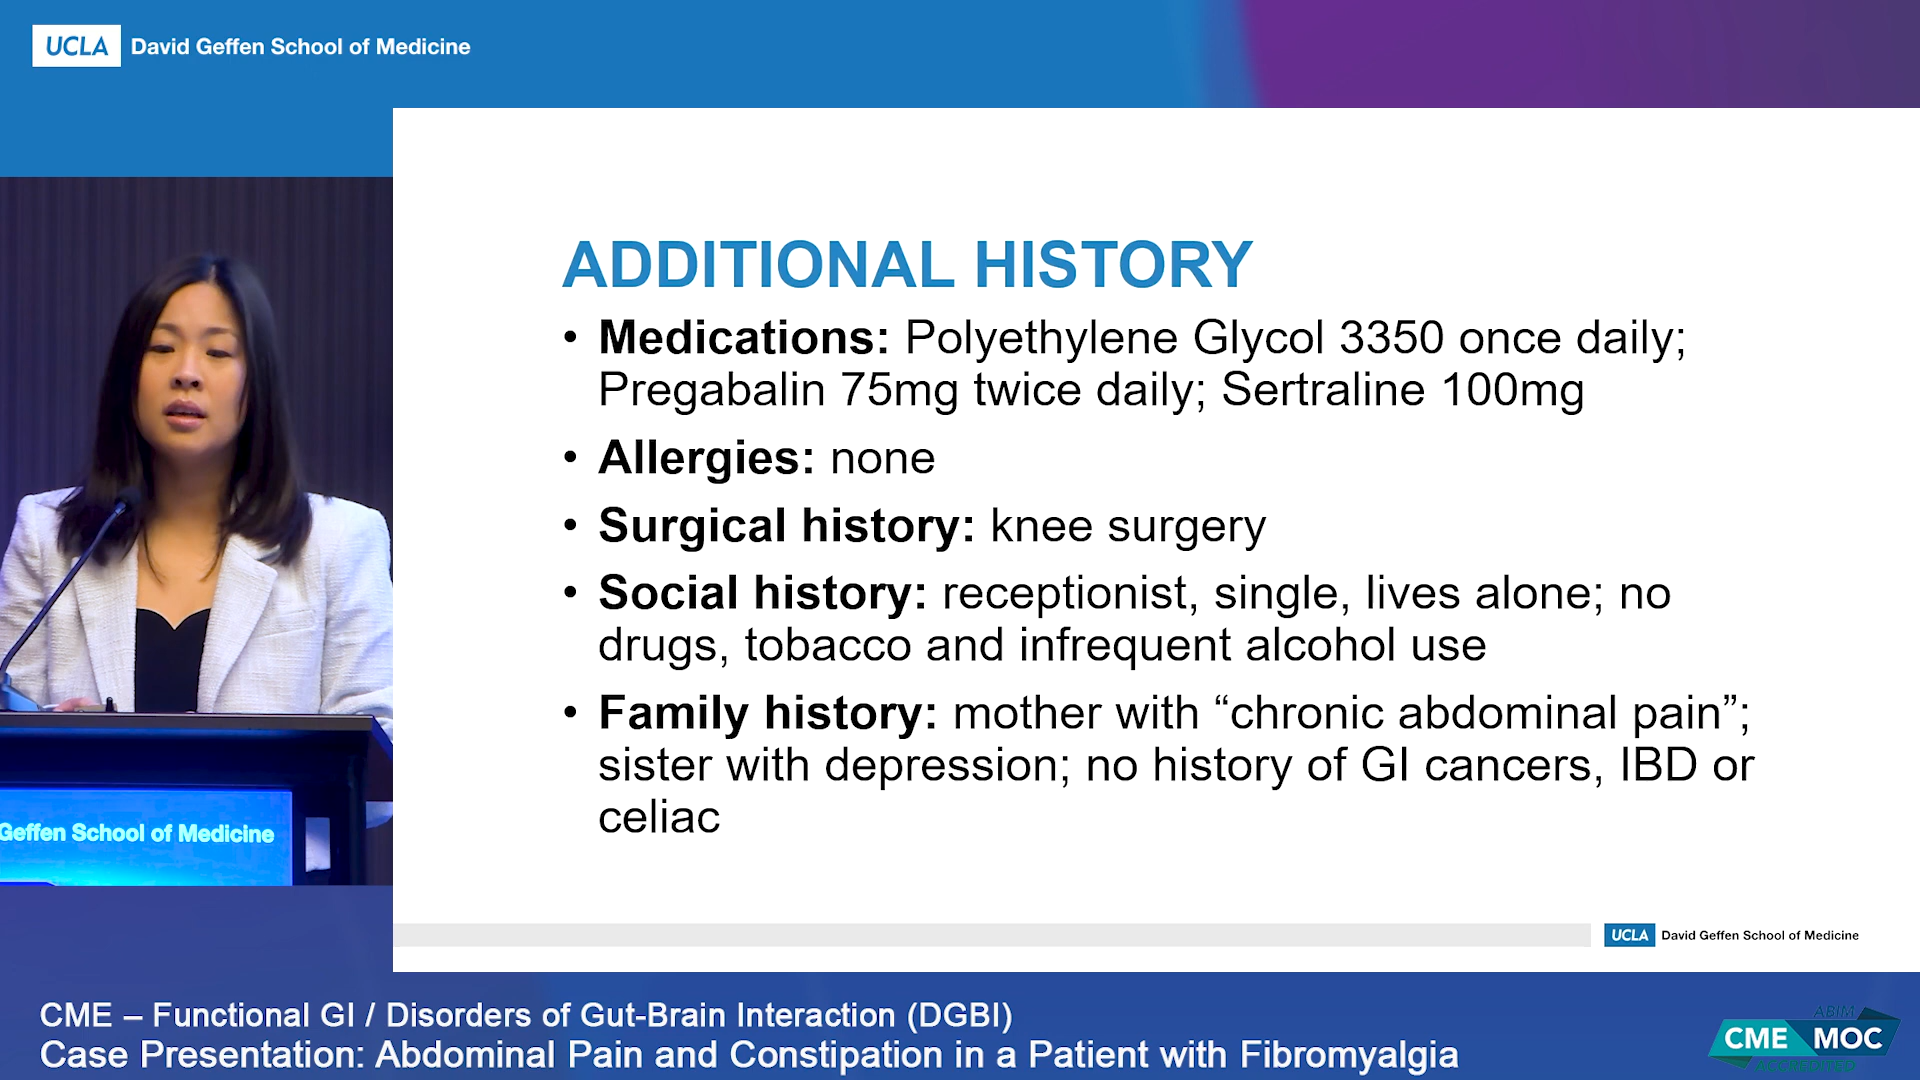 UCLA David Geffen School of Medicine
ADDITIONAL HISTORY
• Medications: Polyethylene Glycol 3350 once daily;
Pregabalin 75mg twice daily; Sertraline 100mg
• Allergies: none
• Surgical history: knee surgery
• Social history: receptionist, single, lives alone; no
drugs, tobacco and infrequent alcohol use
• Family history: mother with “chronic abdominal pain”;
sister with depression; no history of GI cancers, IBD or
celiac
Geffen School of Medicine
UCLA David Geffen School of Medicine
CME – Functional GI / Disorders of Gut-Brain Interaction (DGBI)
Case Presentation: Abdominal Pain and Constipation in a Patient with Fibromyalgia
ABIM
CME MOC
ACCREDITED